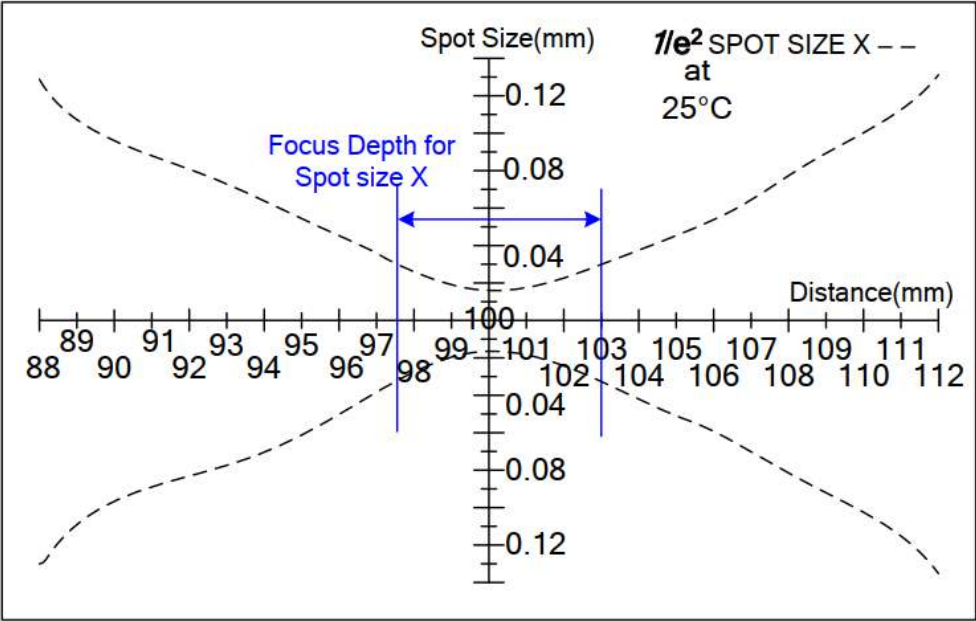 Spot Size(mm)
1/e² SPOT SIZE X – –
at
25°C
0.12
Focus Depth for
Spot size X
0.08
0.04
Distance(mm)
100
89 91 93 95 97 99 101 103 105 107 109 111
88 90 92 94 96 98 102 104 106 108 110 112
0.04
0.08
0.12